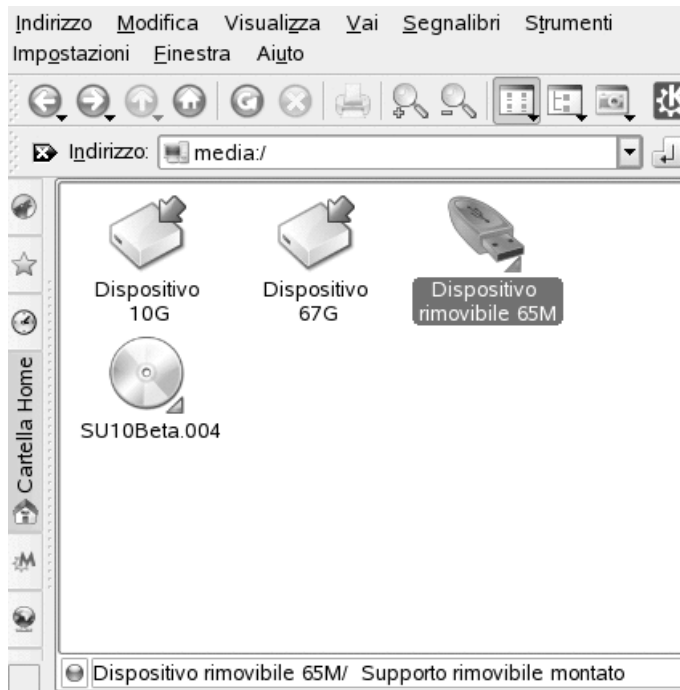 Indirizzo Modifica Visualizza Vai Segnalibri Strumenti
Impostazioni Finestra Aiuto
Indirizzo: media:/
Dispositivo
10G
Dispositivo
67G
Dispositivo
rimovibile 65M
SU10Beta.004
Cartella Home
Dispositivo rimovibile 65M/ Supporto rimovibile montato